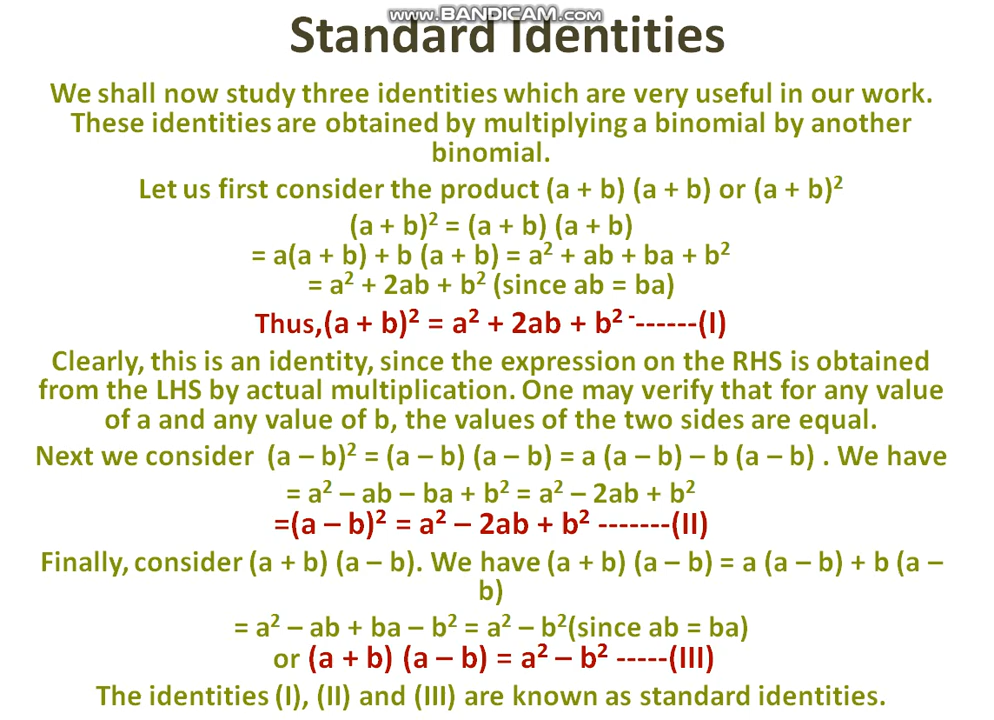 www.BANDICAM.com
Standard Identities
We shall now study three identities which are very useful in our work.
These identities are obtained by multiplying a binomial by another
binomial.
Let us first consider the product (a + b) (a + b) or (a + b)²
(a + b)² = (a + b) (a + b)
= a(a + b) + b (a + b) = a² + ab + ba + b²
= a² + 2ab + b² (since ab = ba)
Thus,(a + b)² = a² + 2ab + b² -------(I)
Clearly, this is an identity, since the expression on the RHS is obtained
from the LHS by actual multiplication. One may verify that for any value
of a and any value of b, the values of the two sides are equal.
Next we consider (a – b)² = (a – b) (a – b) = a (a – b) – b (a – b) . We have
= a² – ab – ba + b² = a² – 2ab + b²
=(a – b)² = a² – 2ab + b² -------(II)
Finally, consider (a + b) (a – b). We have (a + b) (a – b) = a (a – b) + b (a –
b)
= a² – ab + ba – b² = a² – b²(since ab = ba)
or (a + b) (a – b) = a² – b² -----(III)
The identities (I), (II) and (III) are known as standard identities.